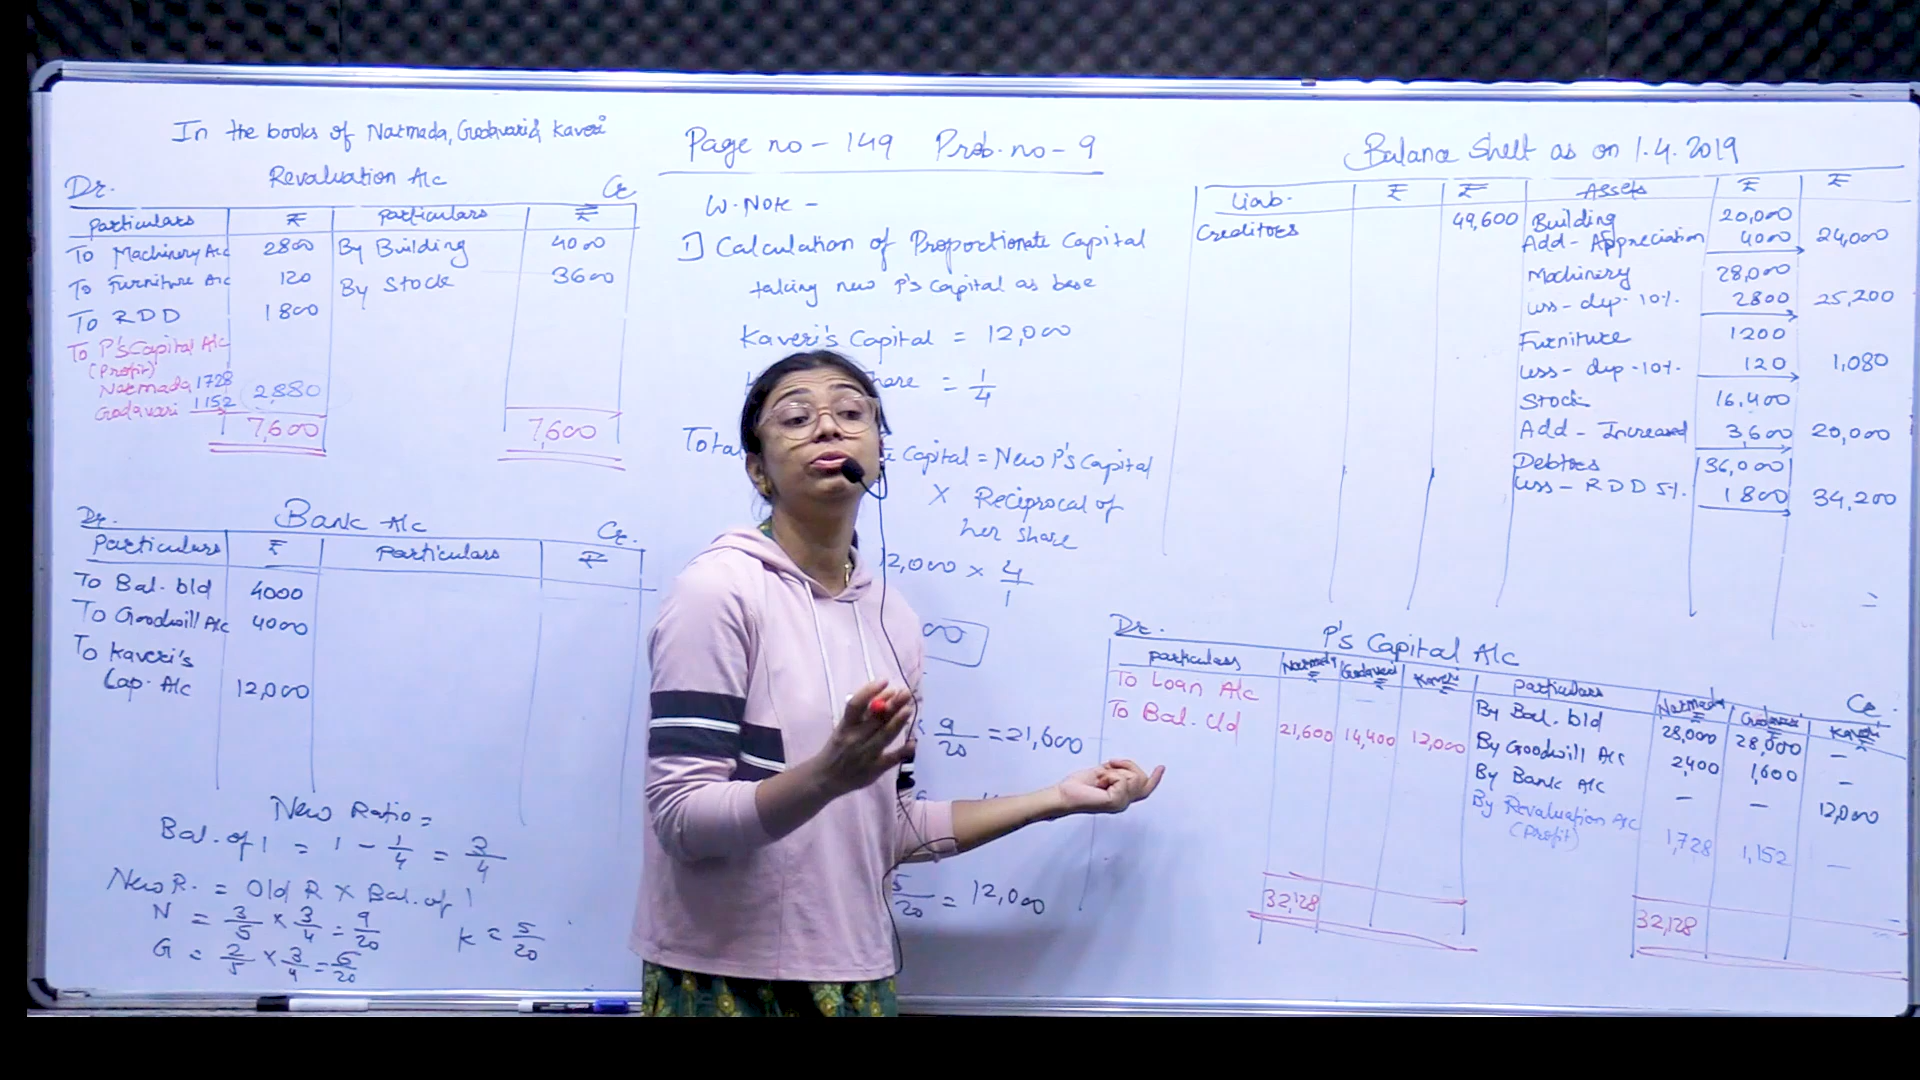 In the books of Narmada, Godavari & Kaveri
Revaluation A/c
Dr. Cr
Particulars ₹ Particulars ₹
To Machinery A/c 2800 By Building 4000
To Furniture A/c 120 By Stock 3600
To RDD 1800
To P's Capital A/c
(Profit)
Narmada 1728
Godavari 1152 2,880
7,600 7,600
Bank A/c
Dr. Cr.
Particulars ₹ Particulars ₹
To Bal. b/d 4000
To Goodwill A/c 4000
To Kaveri's
Cap. A/c 12,000
New Ratio =
Bal. of 1 = 1 - 1/4 = 3/4
New R. = Old R × Bal. of 1
N = 3/5 × 3/4 = 9/20
G = 2/5 × 3/4 = 6/20
K = 5/20
Page no - 149 Prob. no - 9
W. Note -
1] Calculation of Proportionate Capital
taking new P's capital as base
Kaveri's Capital = 12,000
= 1/4
Capital = New P's Capital
× Reciprocal of
her share
12,000 × 4/1
9/20 = 21,600
5/20 = 12,000
Balance Sheet as on 1.4.2019
Liab. ₹ ₹ Assets ₹ ₹
Creditors 49,600 Building 20,000
Add - Appreciation 4000 24,000
Machinery 28,000
Less - dep. 10%. 2800 25,200
Furniture 1200
Less - dep. 10%. 120 1,080
Stock 16,400
Add - Increased 3,600 20,000
Debtors 36,000
Less - RDD 5%. 1800 34,200
=
P's Capital A/c
Dr. Cr.
Particulars Narmada ₹ Godavari ₹ Kaveri ₹ Particulars Narmada ₹ Godavari ₹ Kaveri ₹
To Loan A/c - By Bal. b/d 28,000 28,000 -
To Bal. c/d 21,600 14,400 12,000 By Goodwill A/c 2,400 1,600 -
By Bank A/c - - 12,000
By Revaluation A/c
(Profit) 1,728 1,152 -
32,128 32,128